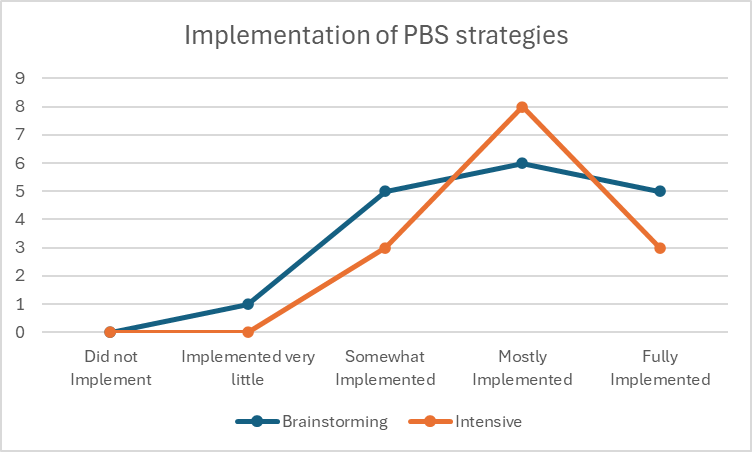 Implementation of PBS strategies
9
8
7
6
5
4
3
2
1
0
Did not
Implement
Implemented very
little
Somewhat
Implemented
Mostly
Implemented
Fully
Implemented
Brainstorming
Intensive